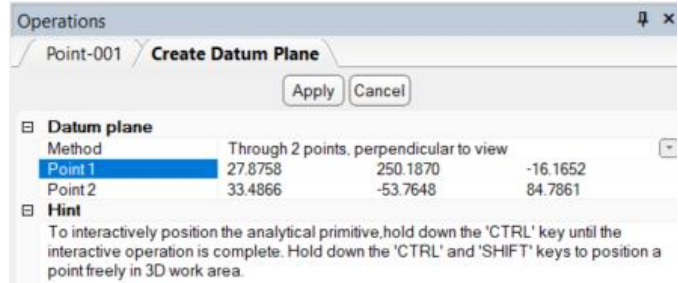 Operations
Point-001 Create Datum Plane
Apply Cancel
Datum plane
Method Through 2 points, perpendicular to view
Point 1 27.8758 250.1870 -16.1652
Point 2 33.4866 -53.7648 84.7861
Hint
To interactively position the analytical primitive,hold down the 'CTRL' key until the
interactive operation is complete. Hold down the 'CTRL' and 'SHIFT' keys to position a
point freely in 3D work area.